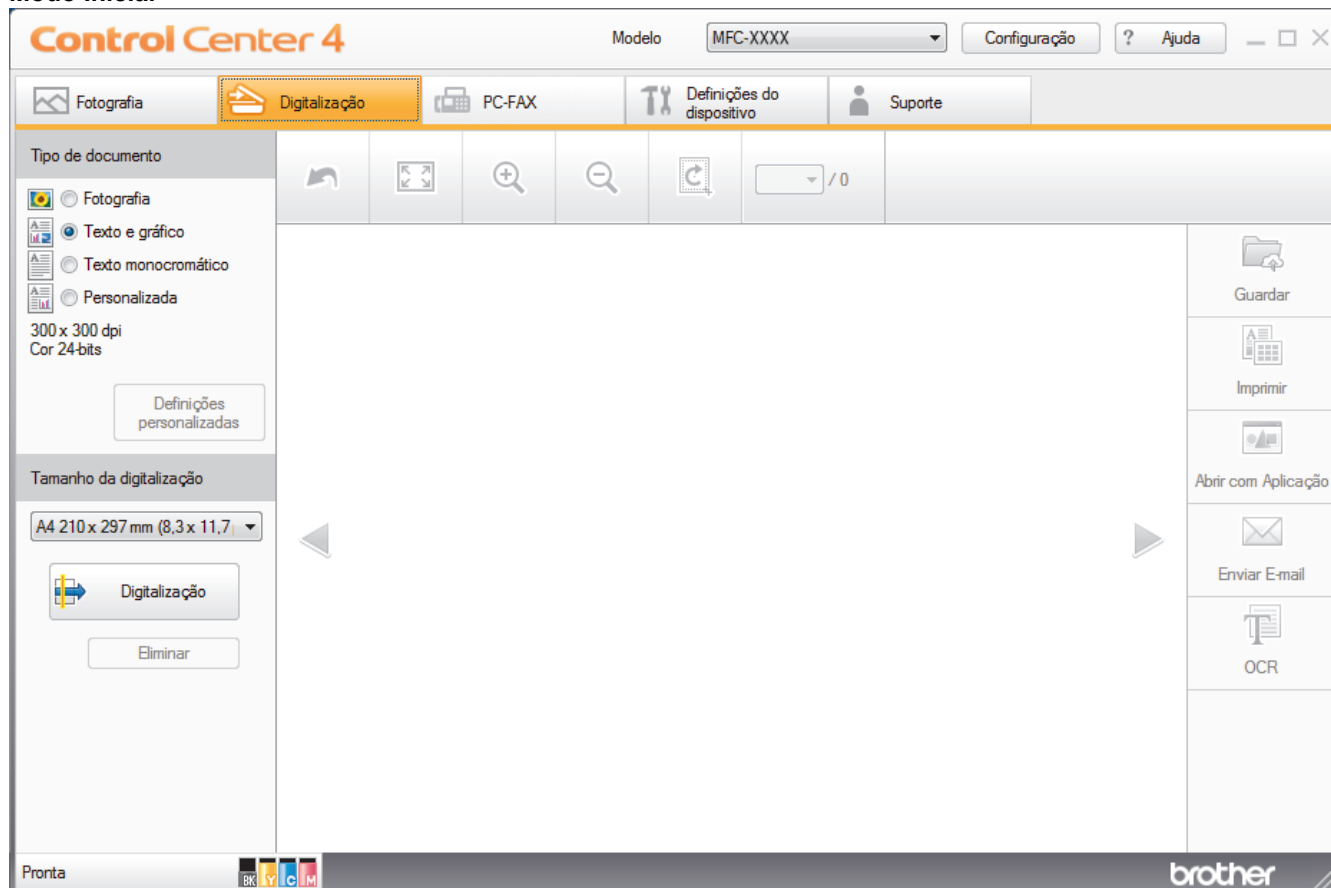 Modo Inicial
Control Center 4
Modelo
MFC-XXXX
Configuração
? Ajuda
Fotografia
Digitalização
PC-FAX
Definições do
dispositivo
Suporte
Tipo de documento
Fotografia
Texto e gráfico
Texto monocromático
Personalizada
300 x 300 dpi
Cor 24-bits
Definições
personalizadas
Tamanho da digitalização
A4 210 x 297 mm (8,3 x 11,7
Digitalização
Eliminar
/ 0
Guardar
Imprimir
Abrir com Aplicação
Enviar E-mail
OCR
Pronta
BK Y C M
brother